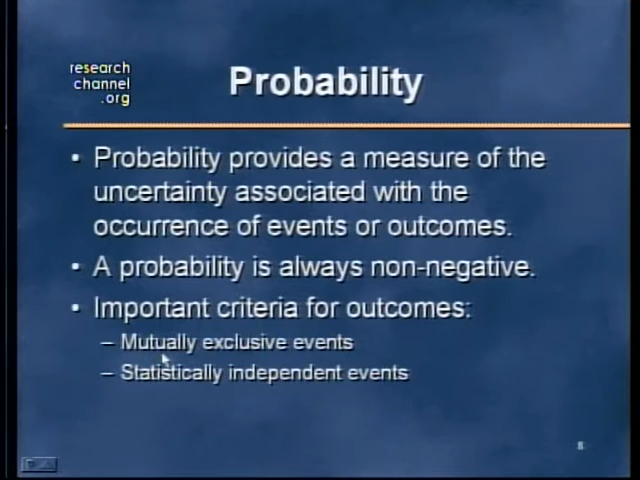 research
channel
.org
Probability
• Probability provides a measure of the
uncertainty associated with the
occurrence of events or outcomes.
• A probability is always non-negative.
• Important criteria for outcomes:
– Mutually exclusive events
– Statistically independent events
8